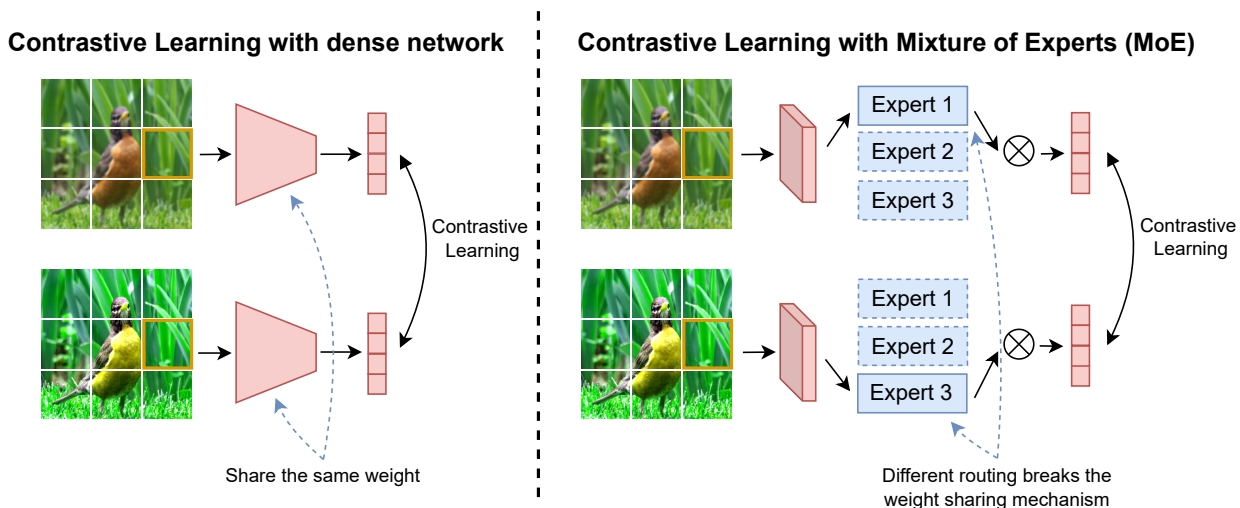 Contrastive Learning with dense network
Contrastive
Learning
Share the same weight
Contrastive Learning with Mixture of Experts (MoE)
Expert 1
Expert 2
Expert 3
Contrastive
Learning
Expert 1
Expert 2
Expert 3
Different routing breaks the
weight sharing mechanism